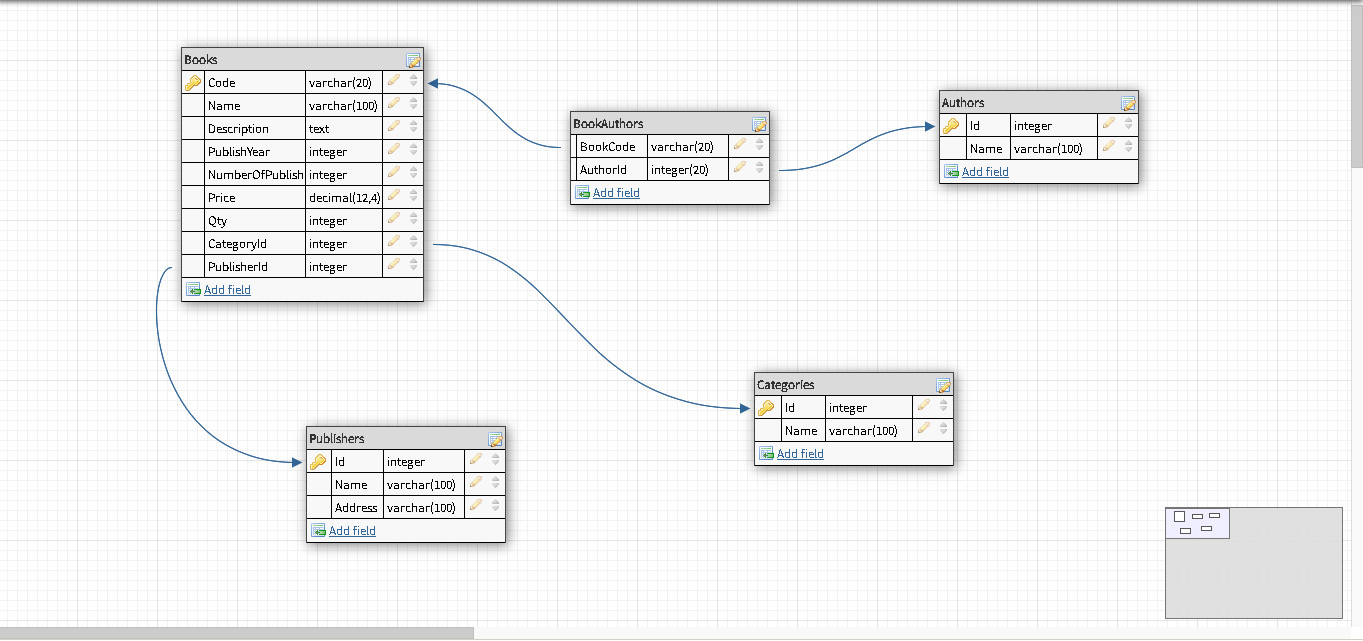 Books
Code varchar(20)
Name varchar(100)
Description text
PublishYear integer
NumberOfPublish integer
Price decimal(12,4)
Qty integer
CategoryId integer
PublisherId integer
Add field
BookAuthors
BookCode varchar(20)
AuthorId integer(20)
Add field
Authors
Id integer
Name varchar(100)
Add field
Categories
Id integer
Name varchar(100)
Add field
Publishers
Id integer
Name varchar(100)
Address varchar(100)
Add field